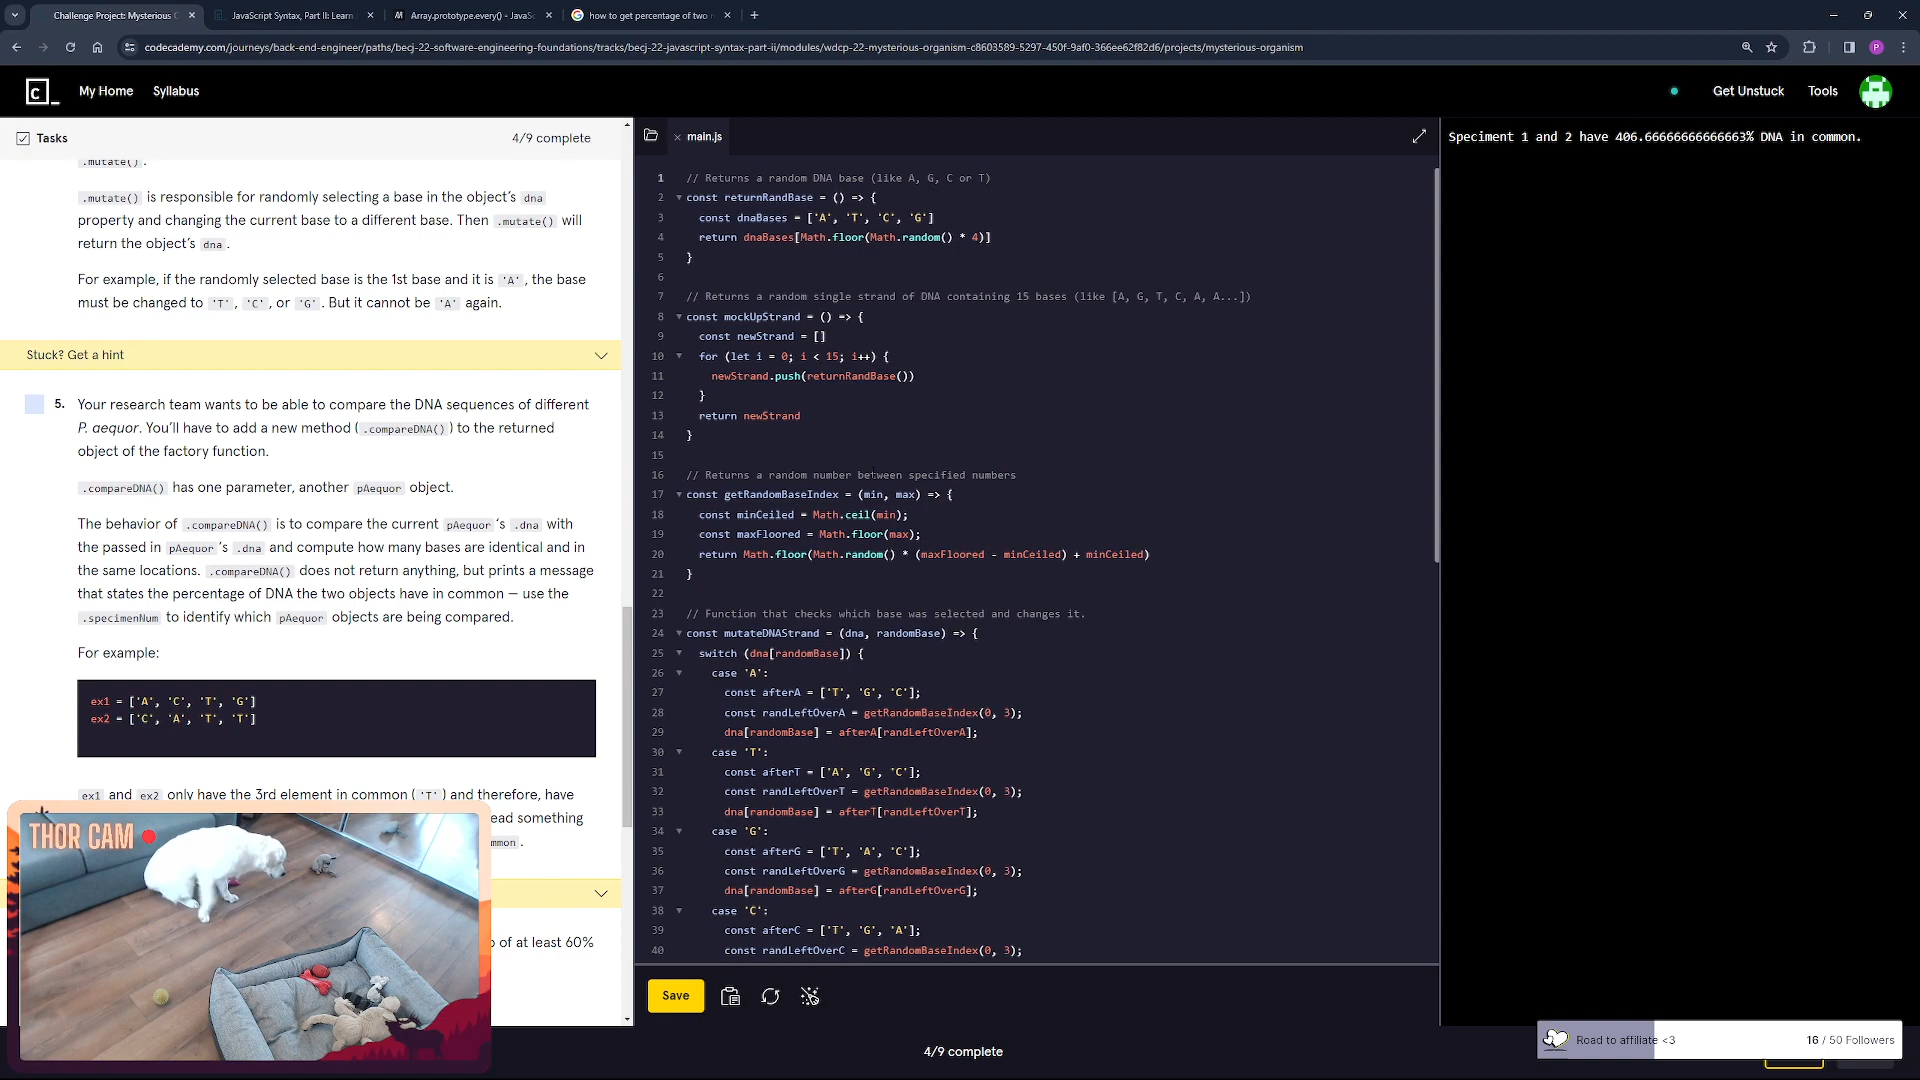 Challenge Project: Mysterious
JavaScript Syntax, Part II: Learn
Array.prototype.every() - JavaSc
how to get percentage of two
codecademy.com/journeys/back-end-engineer/paths/becj-22-software-engineering-foundations/tracks/becj-22-javascript-syntax-part-ii/modules/wdcp-22-mysterious-organism-c8603589-5297-450f-9af0-366ee62f82d6/projects/mysterious-organism
My Home
Syllabus
Get Unstuck
Tools
Tasks
4/9 complete
.mutate() .
.mutate() is responsible for randomly selecting a base in the object's dna
property and changing the current base to a different base. Then .mutate() will
return the object's dna .
For example, if the randomly selected base is the 1st base and it is 'A' , the base
must be changed to 'T' , 'C' , or 'G' . But it cannot be 'A' again.
Stuck? Get a hint
5. Your research team wants to be able to compare the DNA sequences of different
P. aequor. You'll have to add a new method ( .compareDNA() ) to the returned
object of the factory function.
.compareDNA() has one parameter, another pAequor object.
The behavior of .compareDNA() is to compare the current pAequor 's .dna with
the passed in pAequor 's .dna and compute how many bases are identical and in
the same locations. .compareDNA() does not return anything, but prints a message
that states the percentage of DNA the two objects have in common — use the
.specimenNum to identify which pAequor objects are being compared.
For example:
ex1 = ['A', 'C', 'T', 'G']
ex2 = ['C', 'A', 'T', 'T']
ex1 and ex2 only have the 3rd element in common ( 'T' ) and therefore, have
ead something
mmon .
of at least 60%
THOR CAM
main.js
1 // Returns a random DNA base (like A, G, C or T)
2 const returnRandBase = () => {
3 const dnaBases = ['A', 'T', 'C', 'G']
4 return dnaBases[Math.floor(Math.random() * 4)]
5 }
6
7 // Returns a random single strand of DNA containing 15 bases (like [A, G, T, C, A, A...])
8 const mockUpStrand = () => {
9 const newStrand = []
10 for (let i = 0; i < 15; i++) {
11 newStrand.push(returnRandBase())
12 }
13 return newStrand
14 }
15
16 // Returns a random number between specified numbers
17 const getRandomBaseIndex = (min, max) => {
18 const minCeiled = Math.ceil(min);
19 const maxFloored = Math.floor(max);
20 return Math.floor(Math.random() * (maxFloored - minCeiled) + minCeiled)
21 }
22
23 // Function that checks which base was selected and changes it.
24 const mutateDNAStrand = (dna, randomBase) => {
25 switch (dna[randomBase]) {
26 case 'A':
27 const afterA = ['T', 'G', 'C'];
28 const randLeftOverA = getRandomBaseIndex(0, 3);
29 dna[randomBase] = afterA[randLeftOverA];
30 case 'T':
31 const afterT = ['A', 'G', 'C'];
32 const randLeftOverT = getRandomBaseIndex(0, 3);
33 dna[randomBase] = afterT[randLeftOverT];
34 case 'G':
35 const afterG = ['T', 'A', 'C'];
36 const randLeftOverG = getRandomBaseIndex(0, 3);
37 dna[randomBase] = afterG[randLeftOverG];
38 case 'C':
39 const afterC = ['T', 'G', 'A'];
40 const randLeftOverC = getRandomBaseIndex(0, 3);
Save
Speciment 1 and 2 have 406.66666666666663% DNA in common.
4/9 complete
Road to affiliate <3
16 / 50 Followers